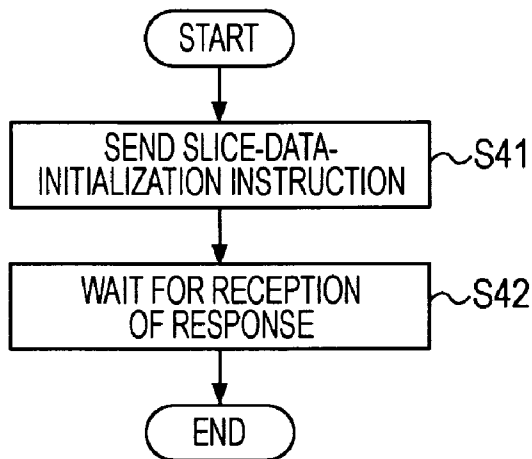 START
SEND SLICE-DATA-
INITIALIZATION INSTRUCTION
S41
WAIT FOR RECEPTION
OF RESPONSE
S42
END